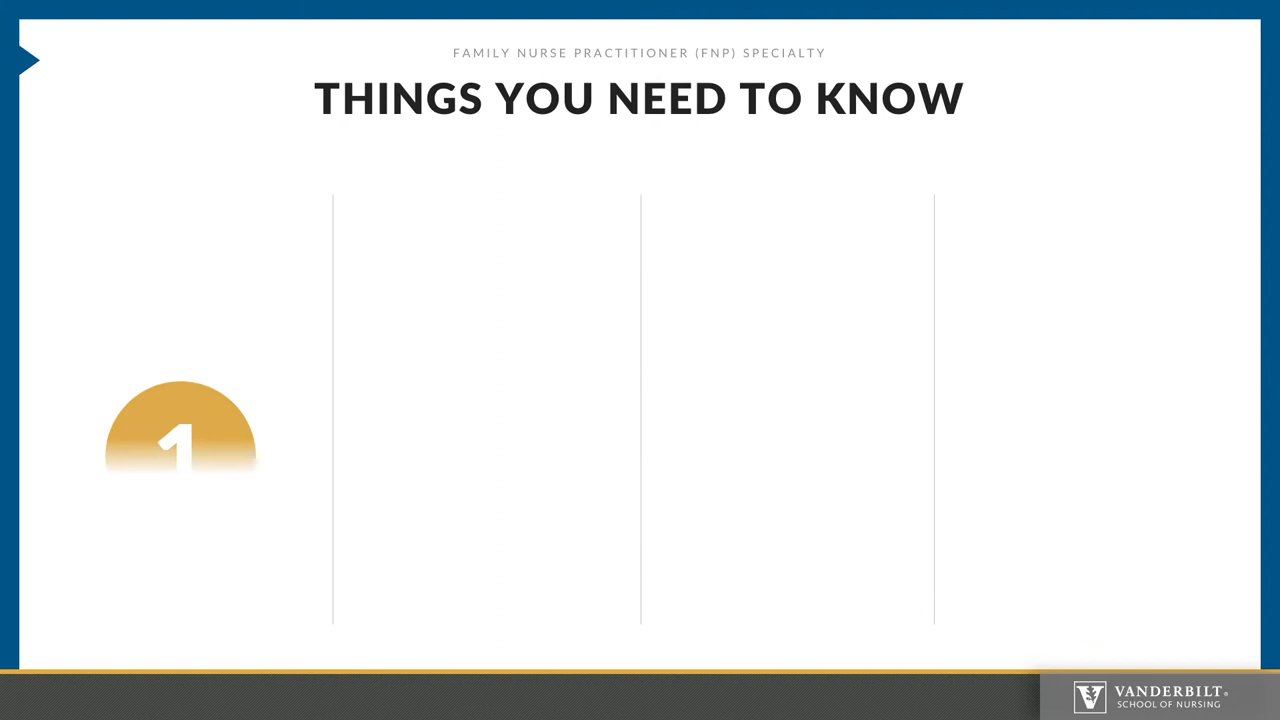 FAMILY NURSE PRACTITIONER (FNP) SPECIALTY
THINGS YOU NEED TO KNOW
1
VANDERBILT®
SCHOOL OF NURSING